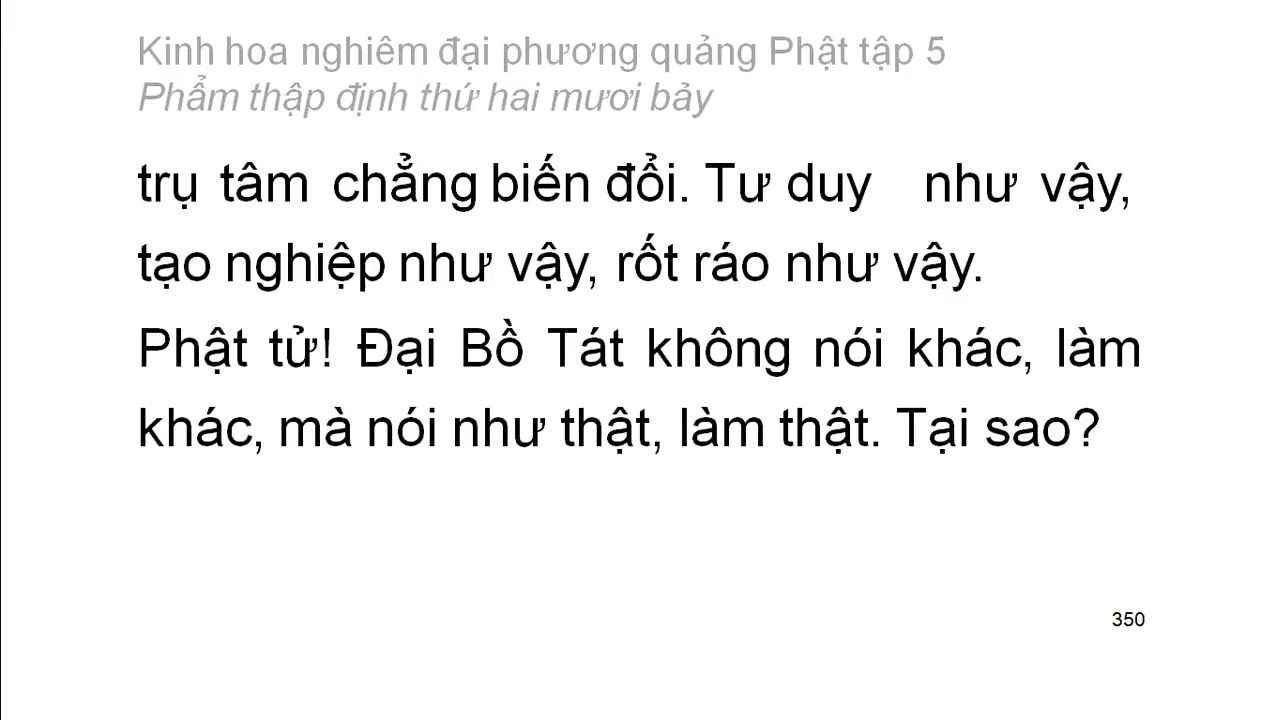 Kinh hoa nghiêm đại phương quảng Phật tập 5
Phẩm thập định thứ hai mươi bảy
trụ tâm chẳng biến đổi. Tư duy như vậy,
tạo nghiệp như vậy, rốt ráo như vậy.
Phật tử! Đại Bồ Tát không nói khác, làm
khác, mà nói như thật, làm thật. Tại sao?
350